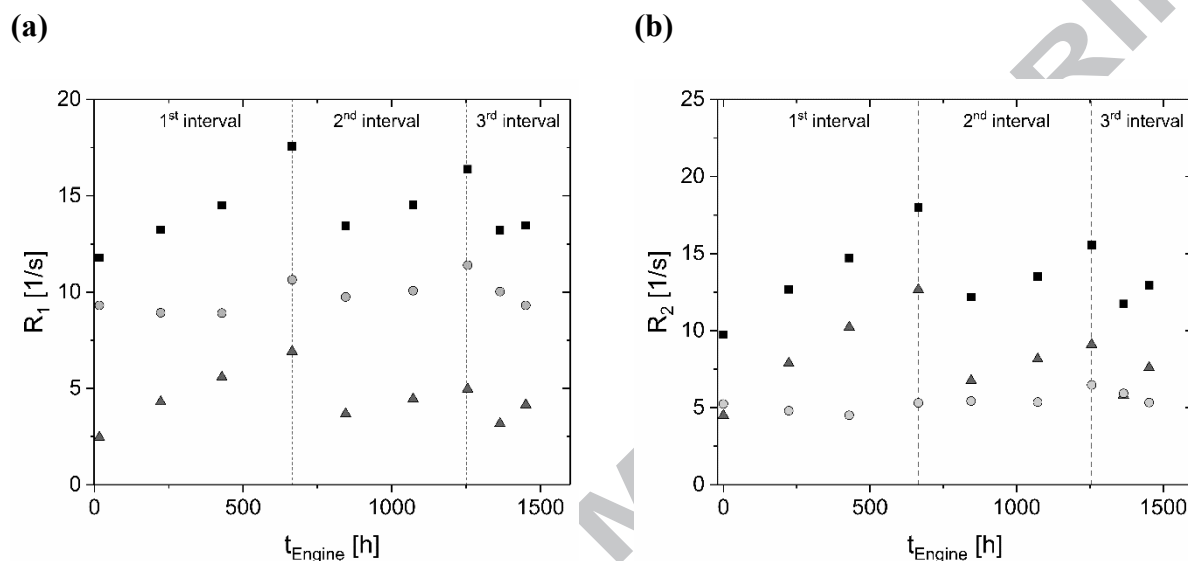 (a)
(b)
1st interval
2nd interval
3rd interval
20
15
10
5
0
R1 [1/s]
0
500
1000
1500
tEngine [h]
1st interval
2nd interval
3rd interval
25
20
15
10
5
0
R2 [1/s]
0
500
1000
1500
tEngine [h]